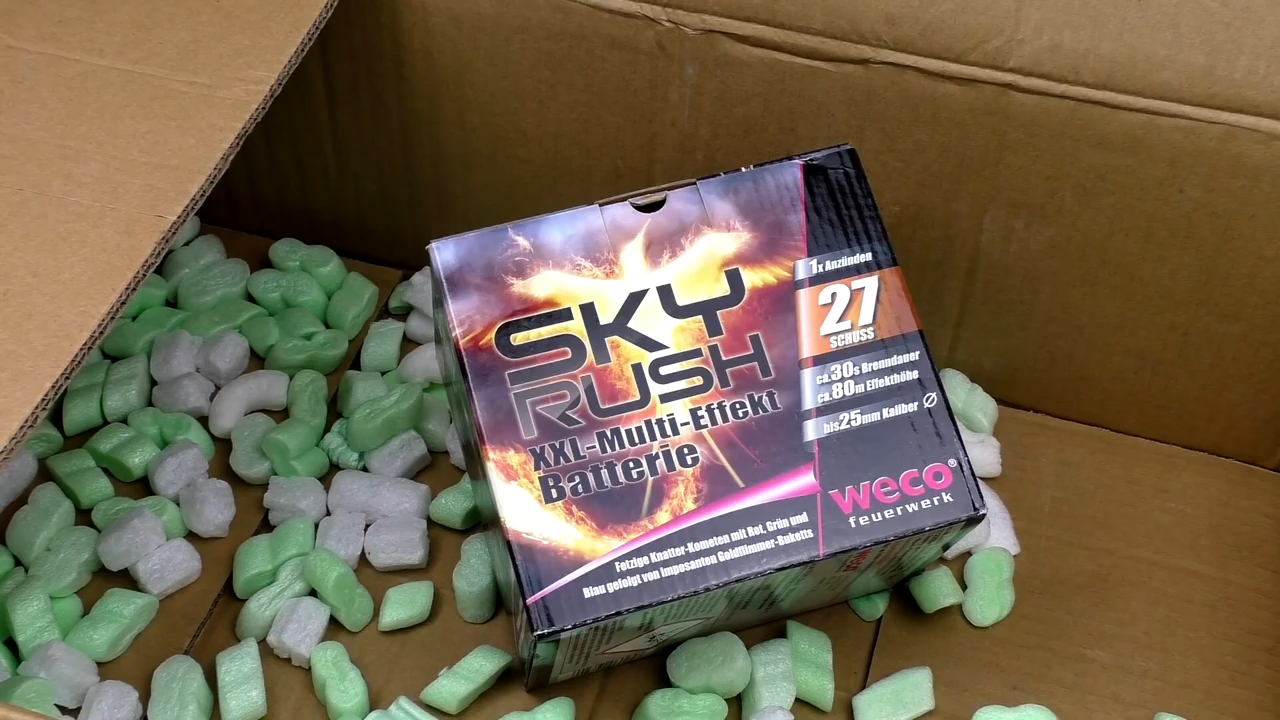 SKY
RUSH
XXL-Multi-Effekt
Batterie
Fetzige Knatter-Kometen mit Rot, Grün und
Blau gefolgt von imposanten Goldflimmer-Buketts
1x Anzünden
27
SCHUSS
ca.30s Brenndauer
ca.80m Effekthöhe
bis25mm Kaliber Ø
weco®
feuerwerk